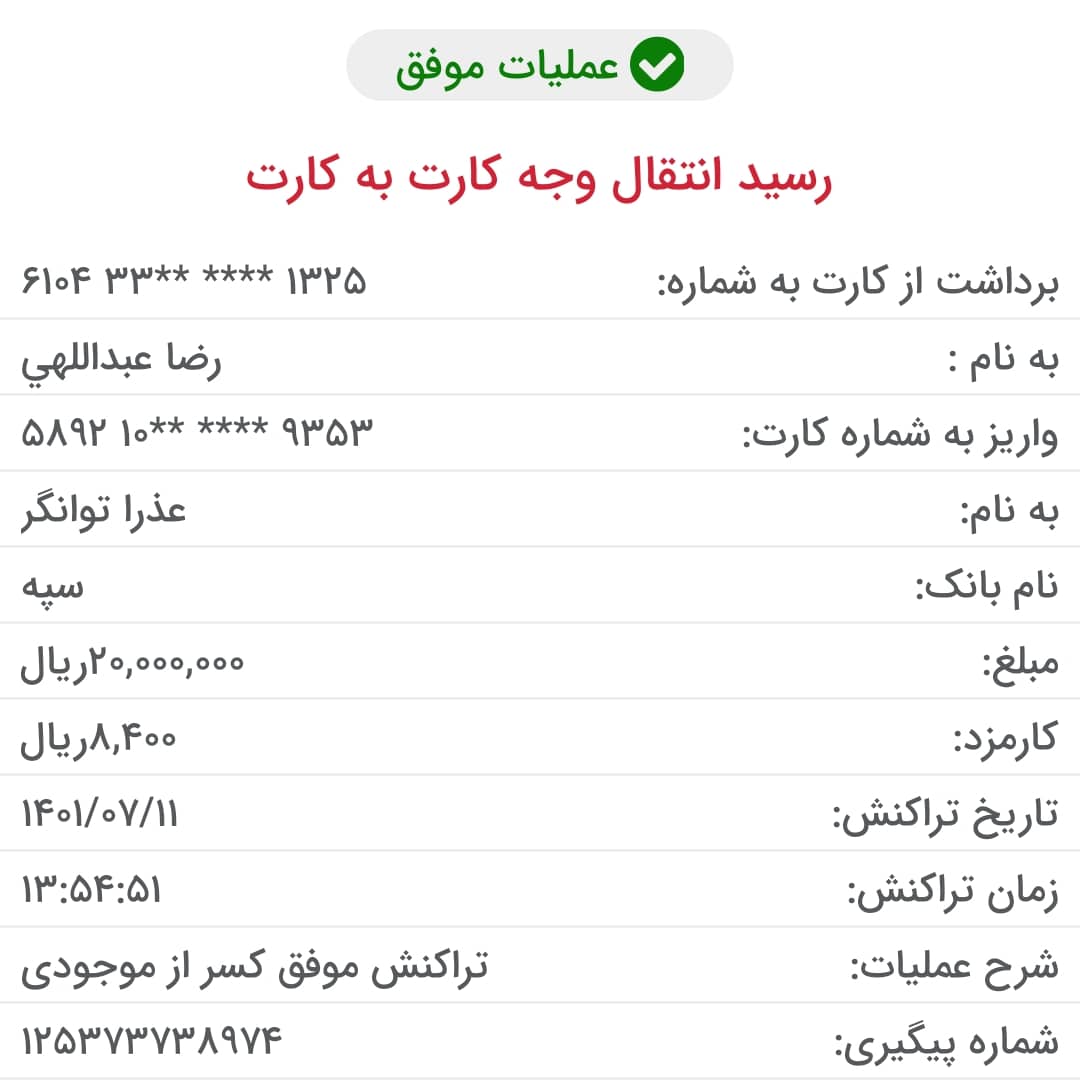 عملیات موفق
رسید انتقال وجه کارت به کارت
برداشت از کارت به شماره: ۶۱۰۴ ۳۳** **** ۱۳۲۵
به نام : رضا عبداللهي
واریز به شماره کارت: ۵۸۹۲ ۱۰** **** ۹۳۵۳
به نام: عذرا توانگر
نام بانک: سپه
مبلغ: ۲۰,۰۰۰,۰۰۰ریال
کارمزد: ۸,۴۰۰ریال
تاریخ تراکنش: ۱۴۰۱/۰۷/۱۱
زمان تراکنش: ۱۳:۵۴:۵۱
شرح عملیات: تراکنش موفق کسر از موجودی
شماره پیگیری: ۱۲۵۳۷۳۷۳۸۹۷۴